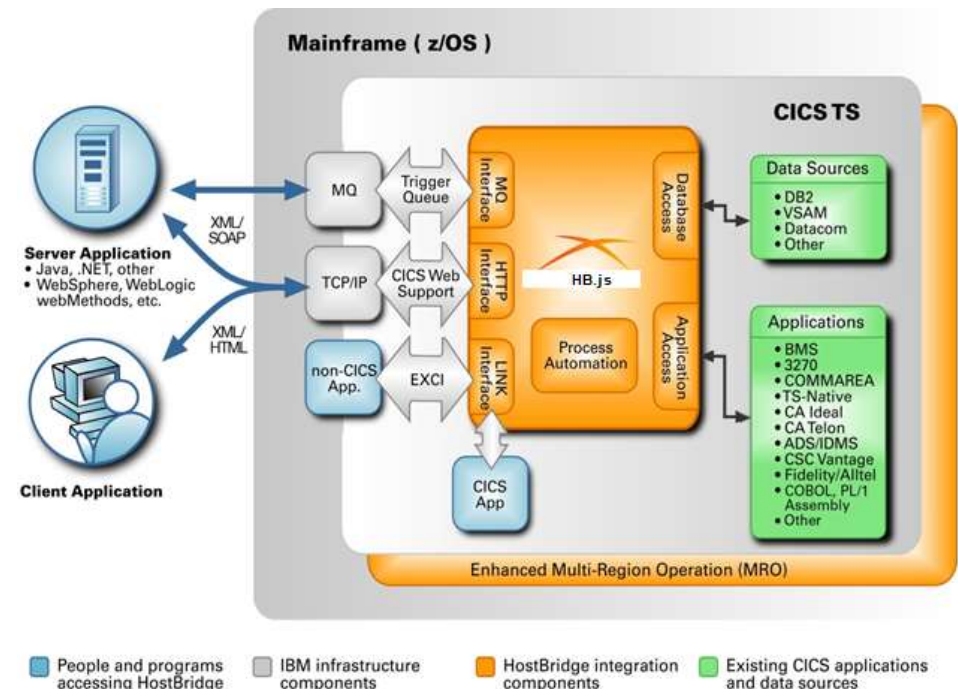 Mainframe ( z/OS )
CICS TS
MQ
Trigger
Queue
MQ
Interface
Database
Access
Data Sources
• DB2
• VSAM
• Datacom
• Other
XML/
SOAP
Server Application
• Java, .NET, other
• WebSphere, WebLogic
webMethods, etc.
TCP/IP
CICS Web
Support
HTTP
Interface
HB.js
XML/
HTML
non-CICS
App.
EXCI
LINK
Interface
Process
Automation
Application
Access
Applications
• BMS
• 3270
• COMMAREA
• TS-Native
• CA Ideal
• CA Telon
• ADS/IDMS
• CSC Vantage
• Fidelity/Alltel
• COBOL, PL/1
Assembly
• Other
Client Application
CICS
App
Enhanced Multi-Region Operation (MRO)
People and programs
accessing HostBridge
IBM infrastructure
components
HostBridge integration
components
Existing CICS applications
and data sources